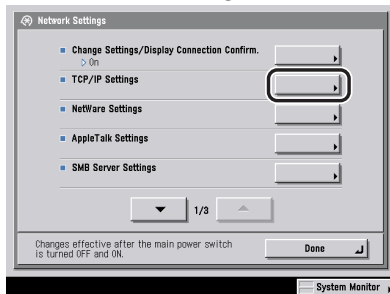 Network Settings
Change Settings/Display Connection Confirm.
On
TCP/IP Settings
NetWare Settings
AppleTalk Settings
SMB Server Settings
1/3
Changes effective after the main power switch
is turned OFF and ON.
Done
System Monitor